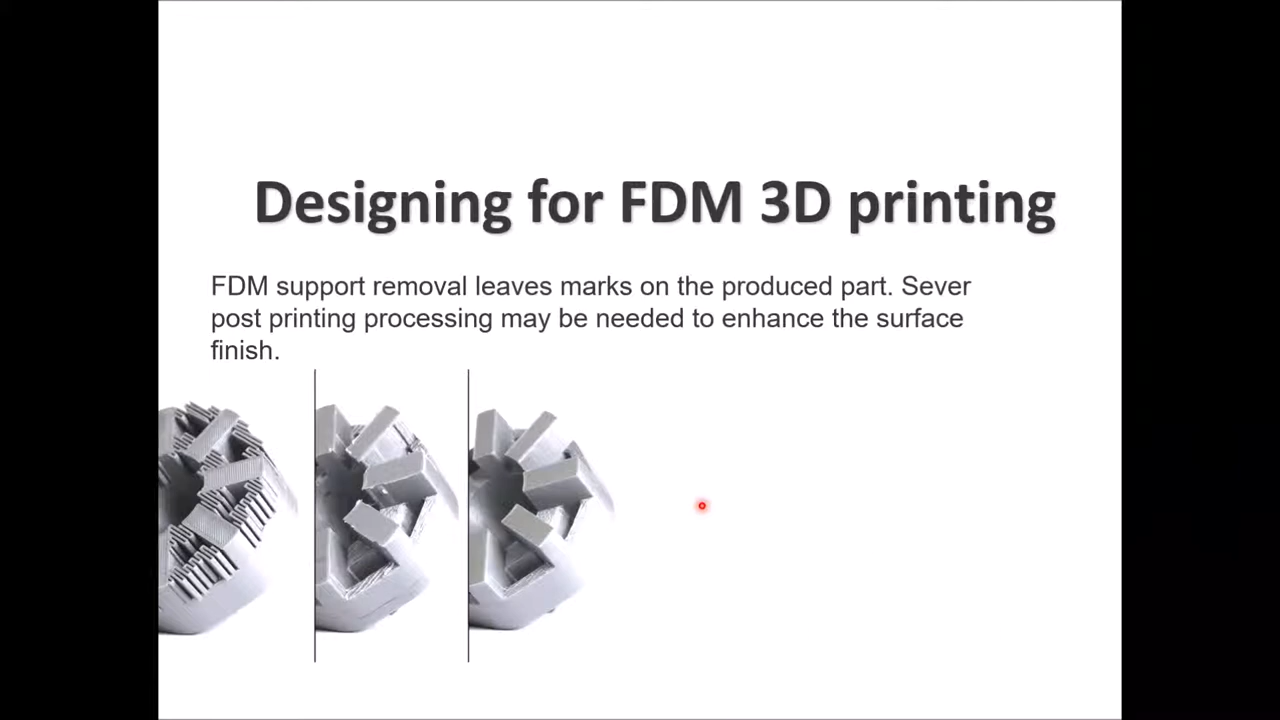 Designing for FDM 3D printing
FDM support removal leaves marks on the produced part. Sever
post printing processing may be needed to enhance the surface
finish.